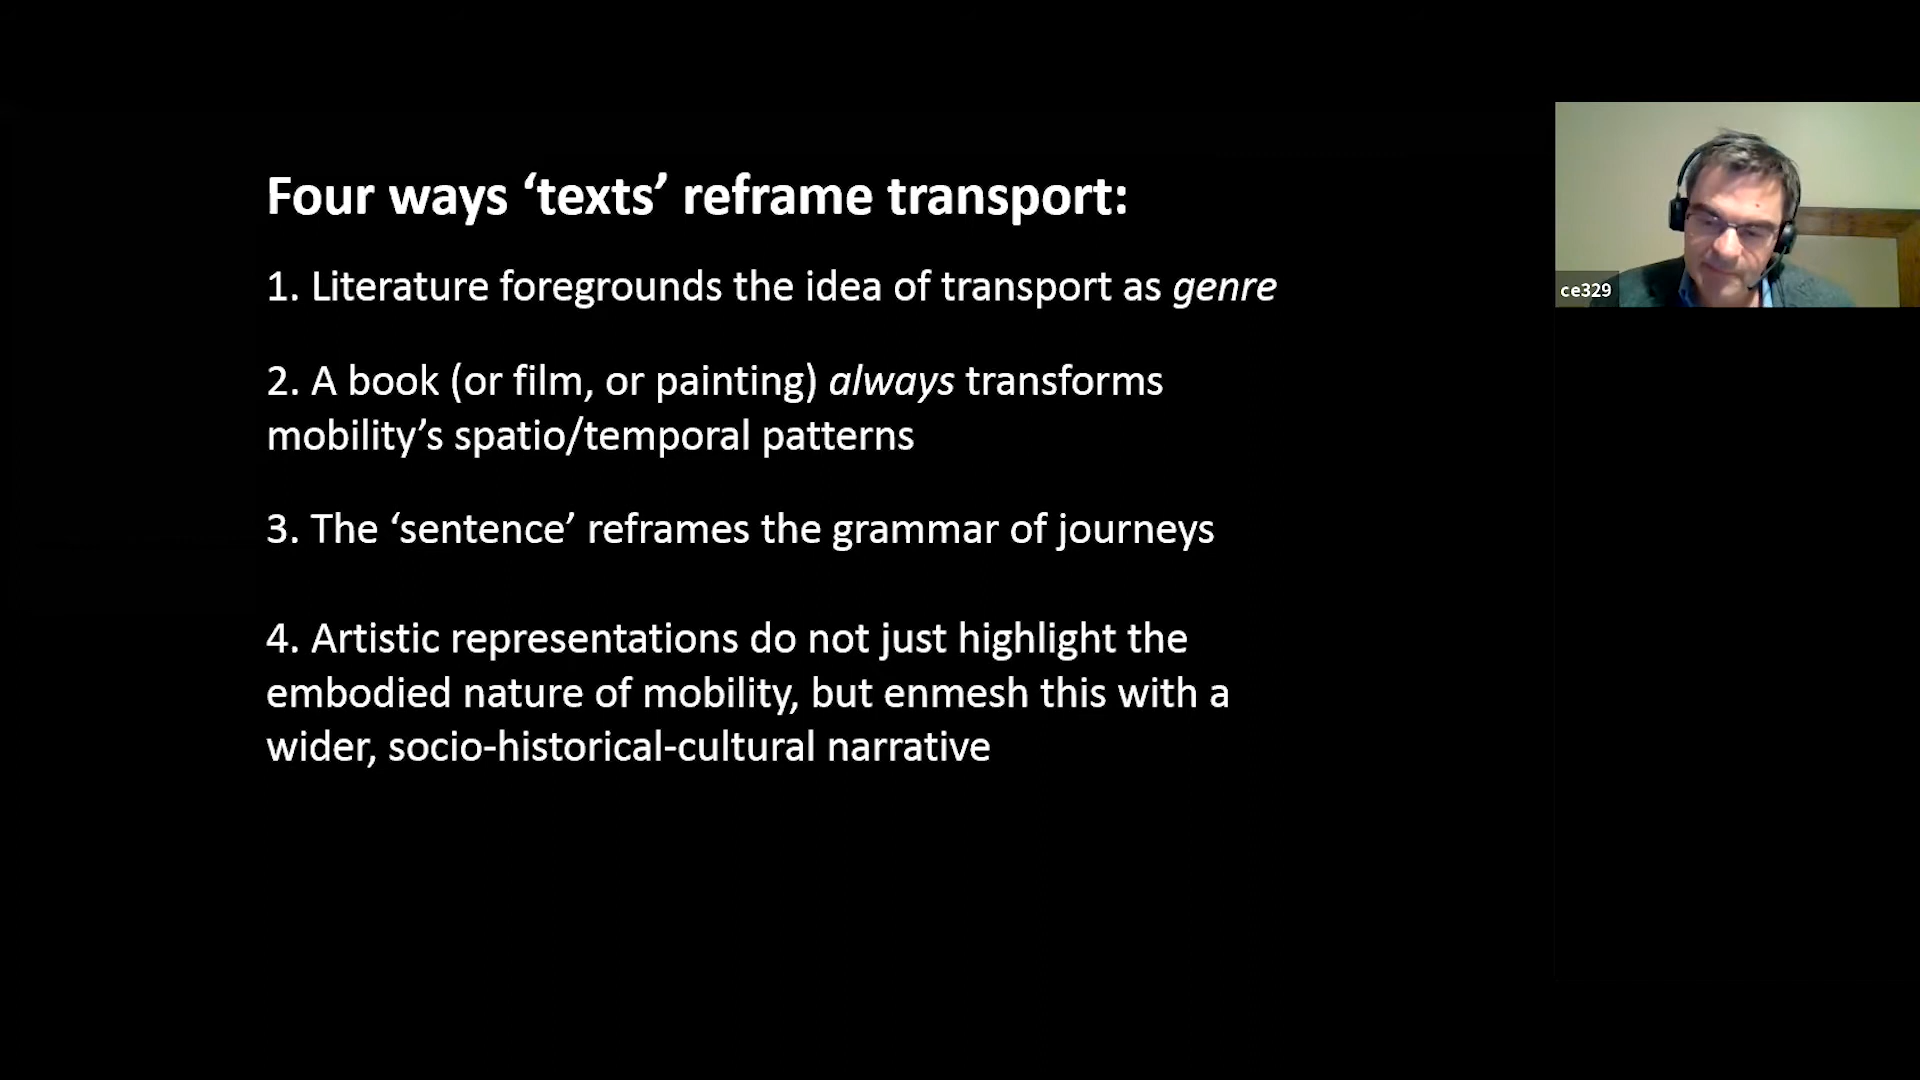 Four ways ‘texts’ reframe transport:
1. Literature foregrounds the idea of transport as genre
2. A book (or film, or painting) always transforms
mobility’s spatio/temporal patterns
3. The ‘sentence’ reframes the grammar of journeys
4. Artistic representations do not just highlight the
embodied nature of mobility, but enmesh this with a
wider, socio-historical-cultural narrative
ce329